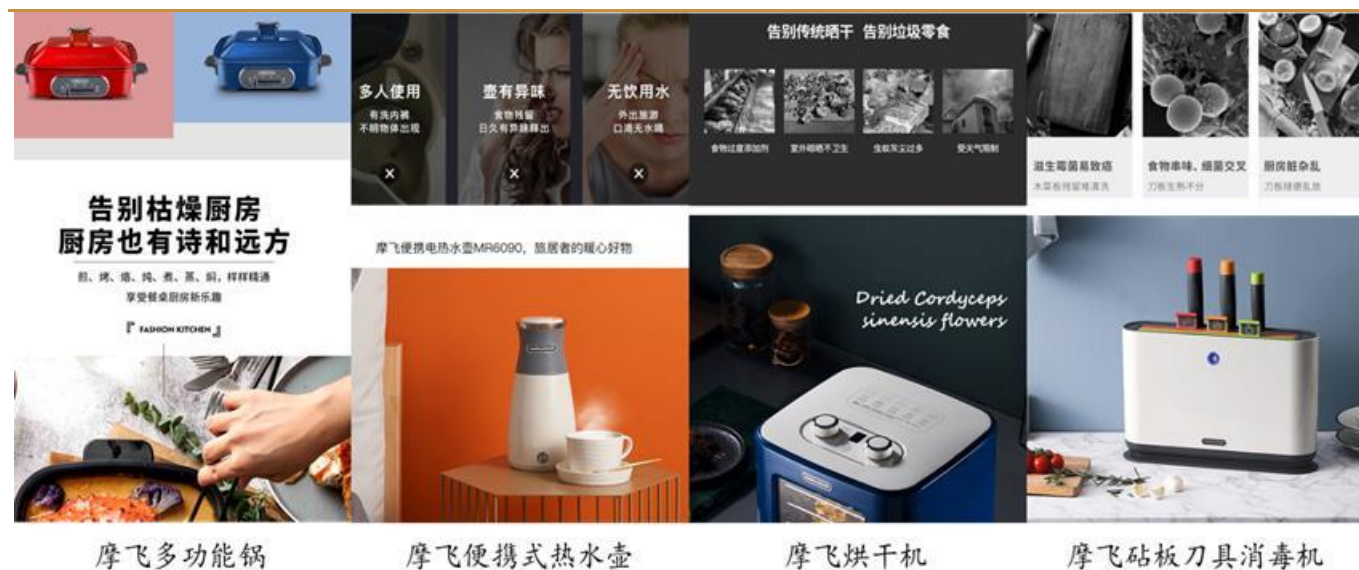 告别枯燥厨房
厨房也有诗和远方
煎、烤、烙、炖、煮、蒸、焖，样样精通
享受餐桌厨房新乐趣
『 FASHION KITCHEN 』
摩飞多功能锅
多人使用
有洗内裤
不明物体出现
X
壶有异味
食物残留
日久有异味释出
X
无饮用水
外出旅游
口渴无水喝
X
摩飞便携电热水壶MR6090，旅居者的暖心好物
摩飞便携式热水壶
告别传统晒干 告别垃圾零食
食物过度添加剂
室外晾晒不卫生
虫蚁灰尘过多
受天气限制
Dried Cordyceps
sinensis flowers
摩飞烘干机
滋生霉菌易致癌
木菜板残留难清洗
食物串味、细菌交叉
刀板生熟不分
厨房脏杂乱
刀板随便乱放
摩飞砧板刀具消毒机